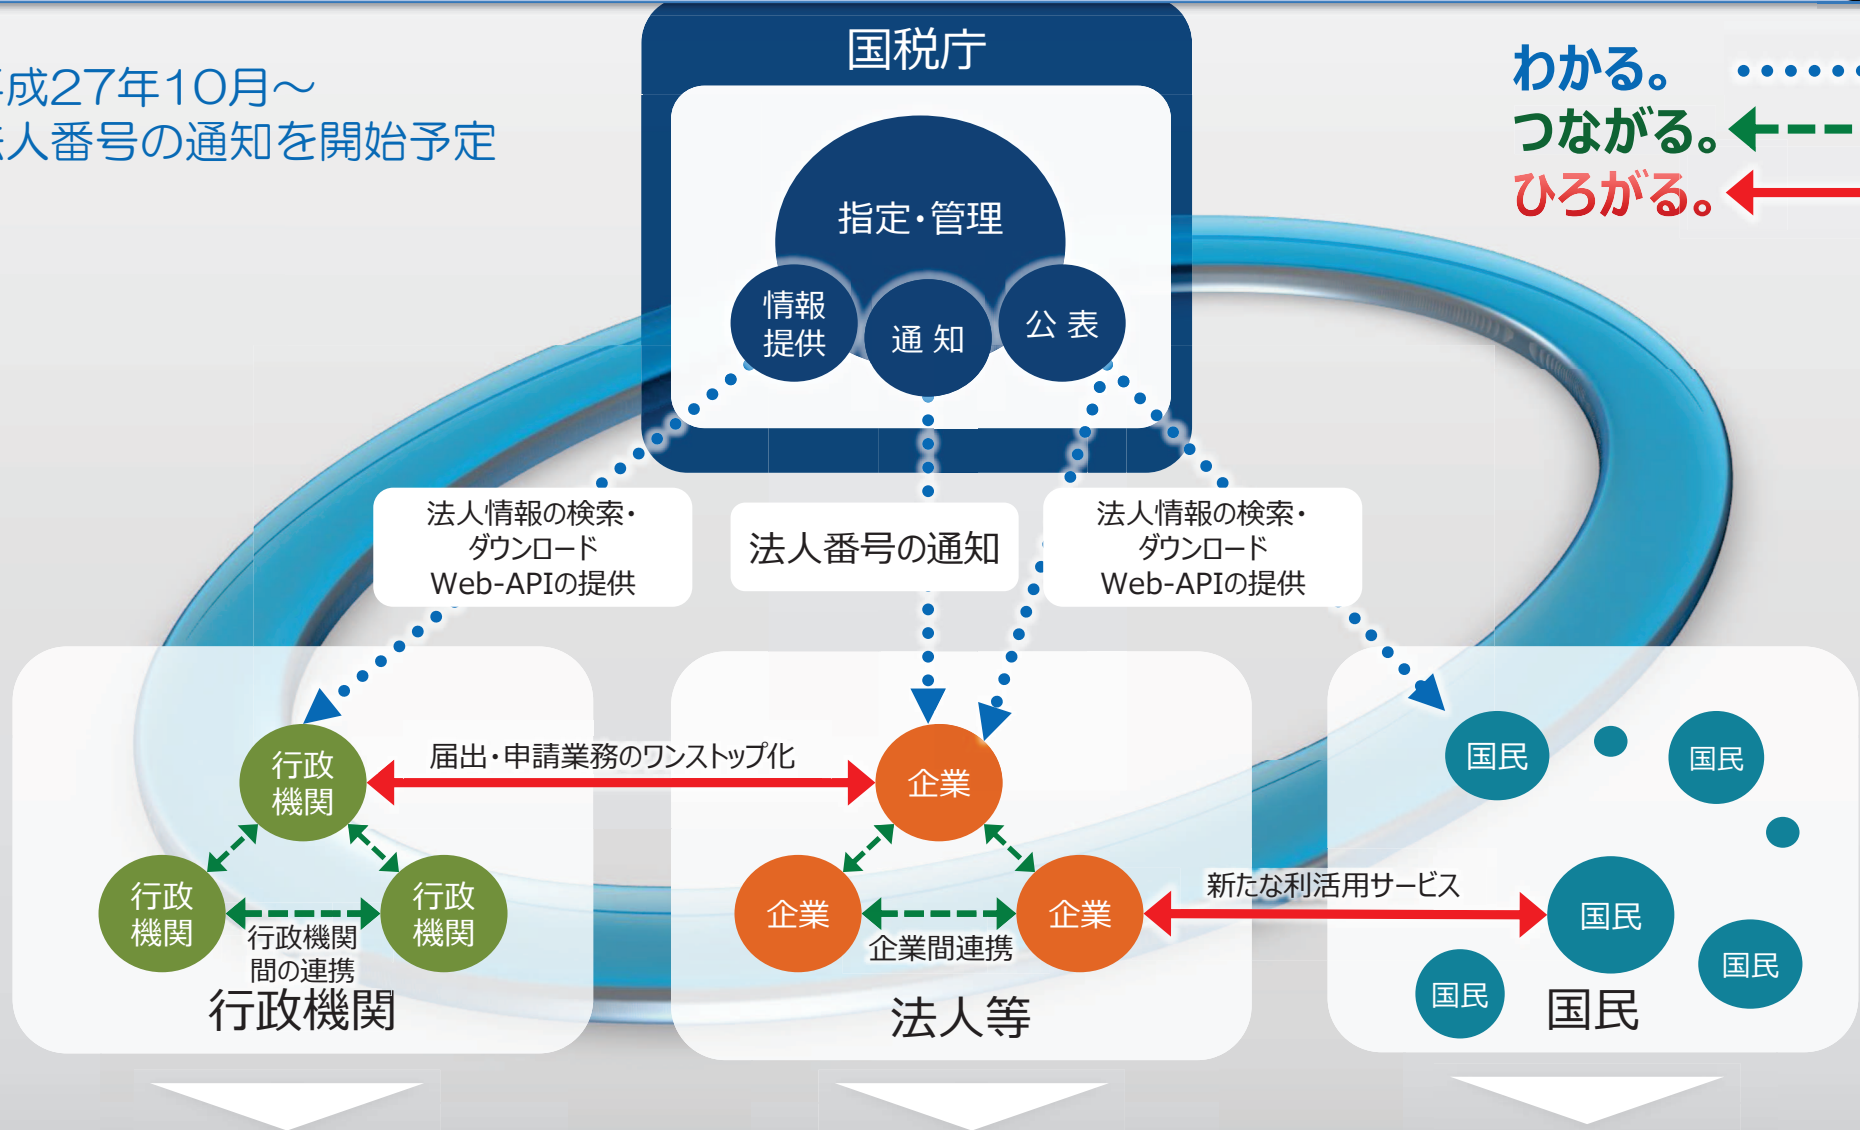 国税庁
成27年10月～
人番号の通知を開始予定
わかる。
つながる。
ひろがる。
指定・管理
情報
提供
通 知
公 表
法人情報の検索・
ダウンロード
Web-APIの提供
法人番号の通知
法人情報の検索・
ダウンロード
Web-APIの提供
行政
機関
届出・申請業務のワンストップ化
企業
国民
国民
行政
機関
行政
機関
行政機関
間の連携
行政機関
企業
企業
企業間連携
法人等
新たな利活用サービス
国民
国民
国民
国民